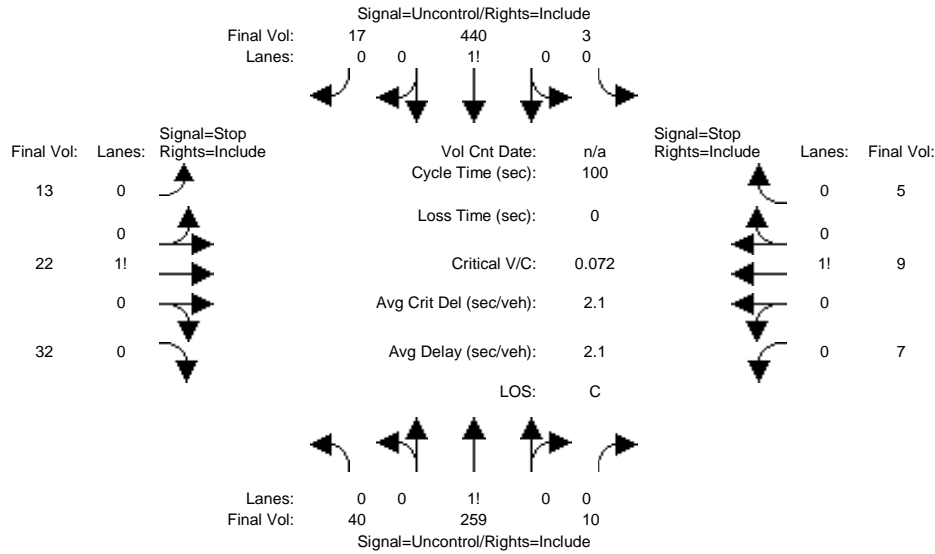 Signal=Uncontrol/Rights=Include
Final Vol: 17 440 3
Lanes: 0 0 1! 0 0
Signal=Stop
Final Vol: Lanes: Rights=Include
Vol Cnt Date: n/a
Signal=Stop
Rights=Include Lanes: Final Vol:
Cycle Time (sec): 100
13 0
0 5
Loss Time (sec): 0
0
0
22 1!
Critical V/C: 0.072
1! 9
0
Avg Crit Del (sec/veh): 2.1
0
32 0
Avg Delay (sec/veh): 2.1
0 7
LOS: C
Lanes: 0 0 1! 0 0
Final Vol: 40 259 10
Signal=Uncontrol/Rights=Include